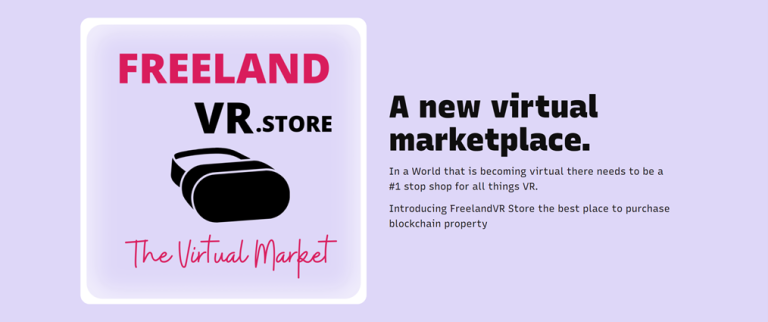 FREELAND
VR.STORE
The Virtual Market
A new virtual
marketplace.
In a World that is becoming virtual there needs to be a
#1 stop shop for all things VR.
Introducing FreelandVR Store the best place to purchase
blockchain property